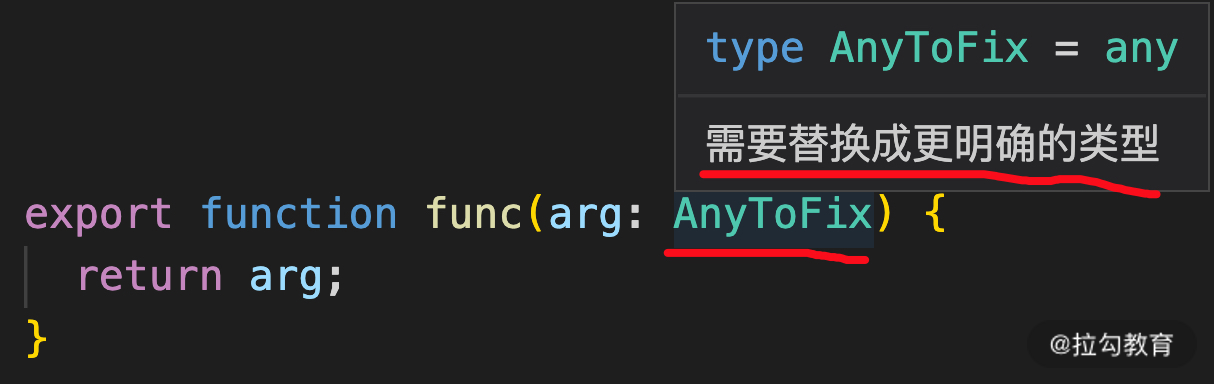 type AnyToFix = any
需要替换成更明确的类型
export function func(arg: AnyToFix) {
return arg;
}
@拉勾教育